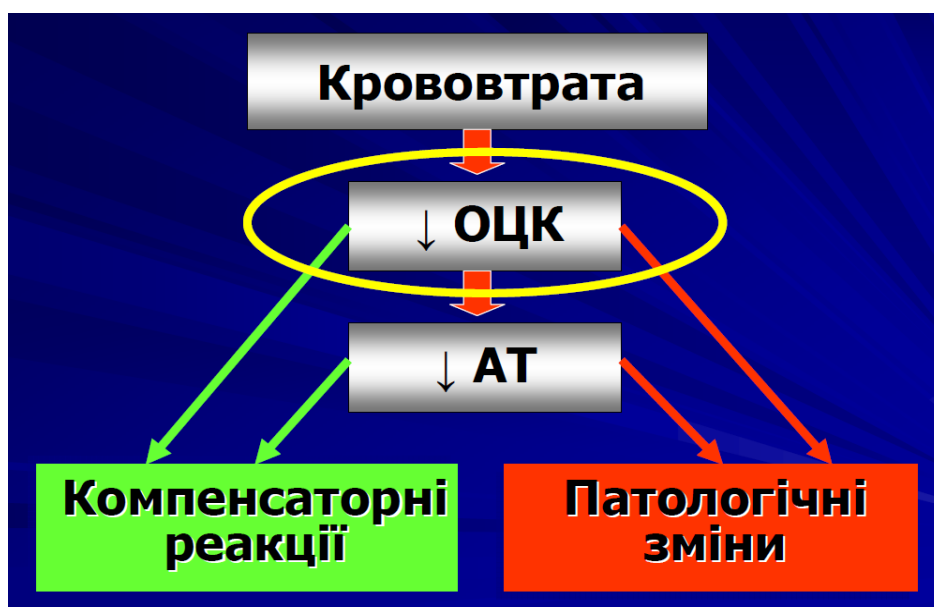 Крововтрата
↓ ОЦК
↓ АТ
Компенсаторні
реакції
Патологічні
зміни